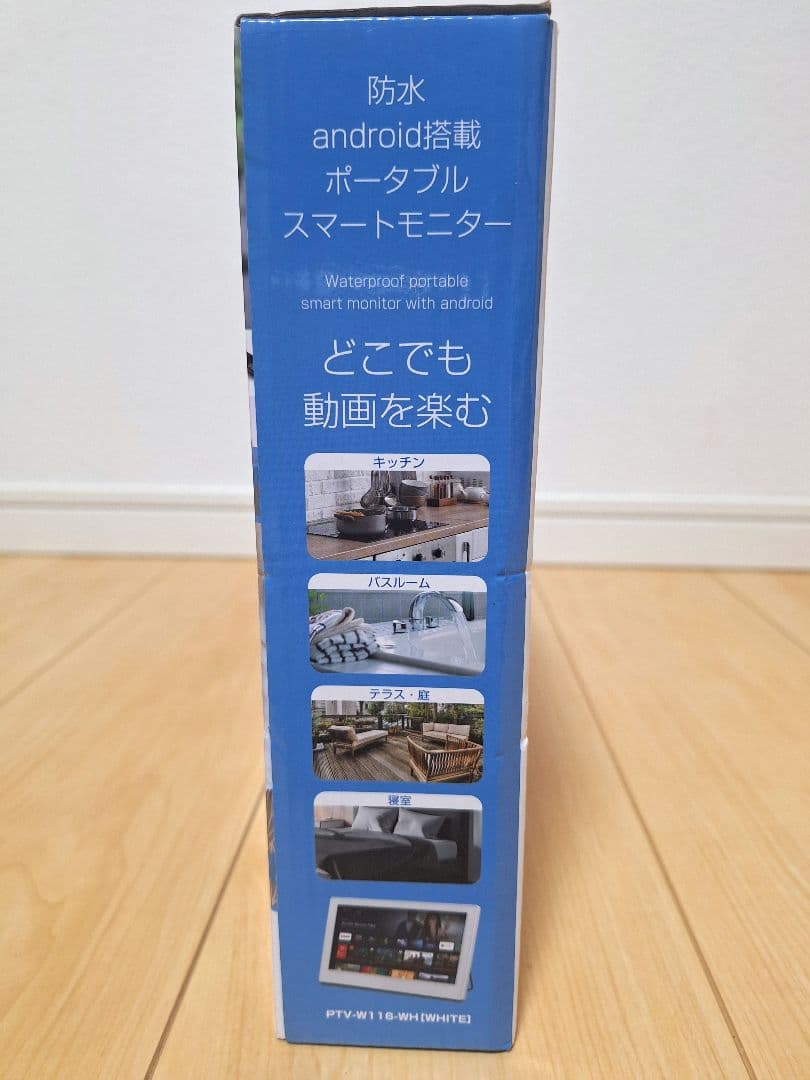 防水
android搭載
ポータブル
スマートモニター
Waterproof portable
smart monitor with android
どこでも
動画を楽む
キッチン
バスルーム
テラス・庭
寝室
PTV-W116-WH[WHITE]